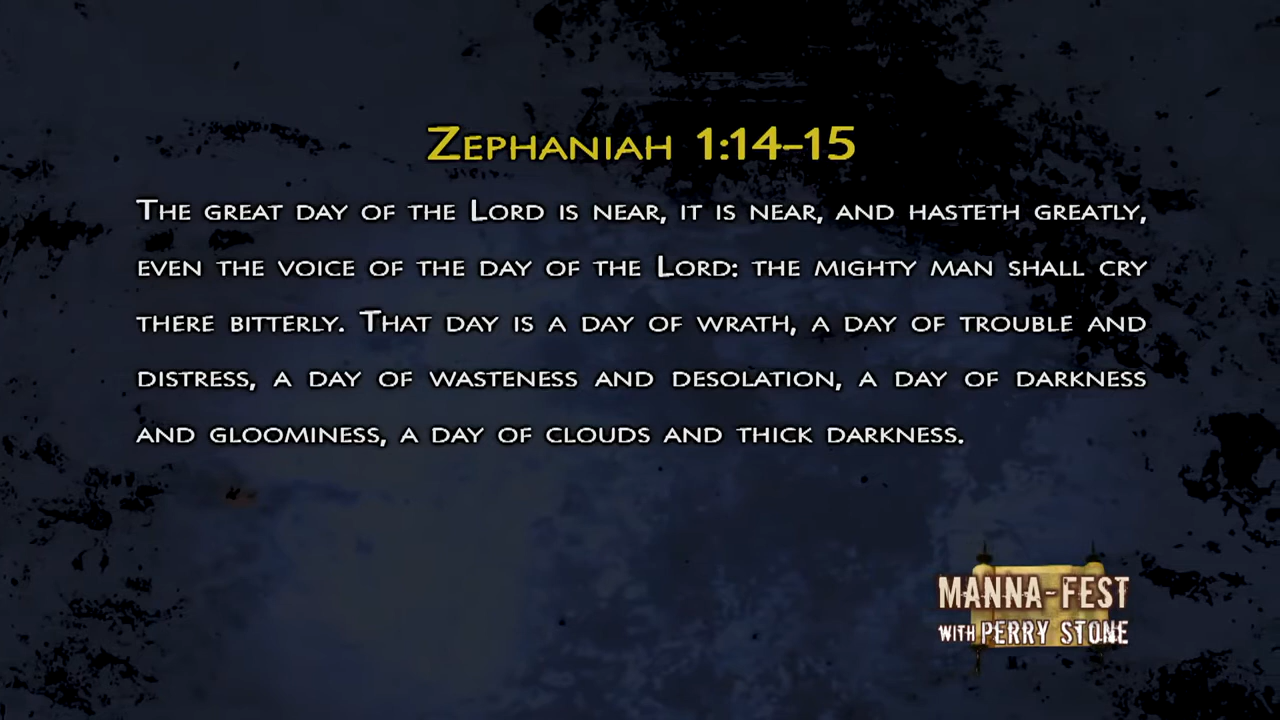 Zephaniah 1:14–15
The great day of the Lord is near, it is near, and hasteth greatly,
even the voice of the day of the Lord: the mighty man shall cry
there bitterly. That day is a day of wrath, a day of trouble and
distress, a day of wasteness and desolation, a day of darkness
and gloominess, a day of clouds and thick darkness.
MANNA-FEST
WITH PERRY STONE